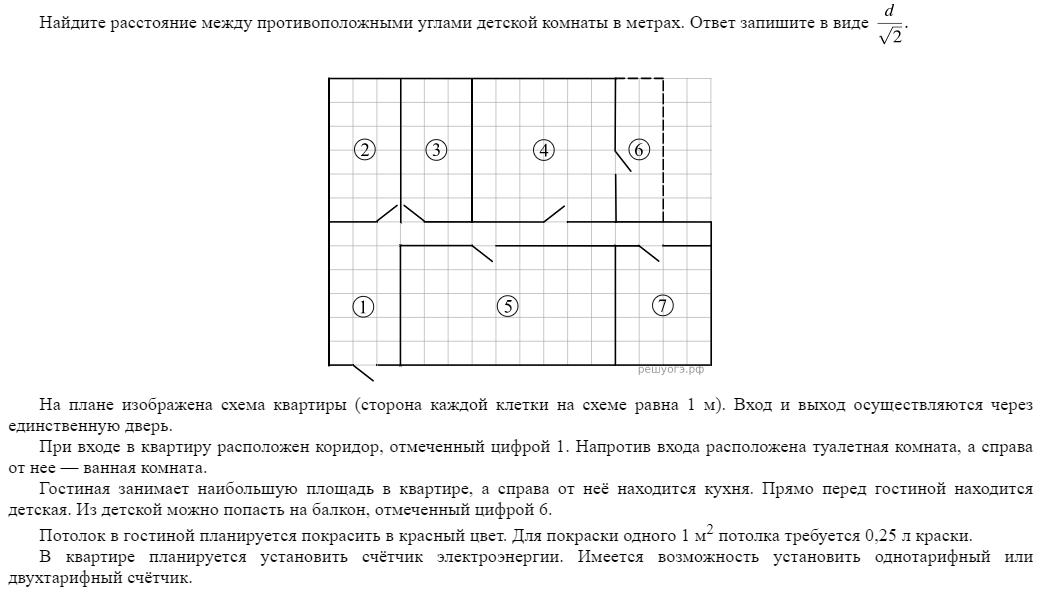 Найдите расстояние между противоположными углами детской комнаты в метрах. Ответ запишите в виде d/√2.
2 3 4 6
1 5 7
решуогэ.рф
На плане изображена схема квартиры (сторона каждой клетки на схеме равна 1 м). Вход и выход осуществляются через
единственную дверь.
При входе в квартиру расположен коридор, отмеченный цифрой 1. Напротив входа расположена туалетная комната, а справа
от нее — ванная комната.
Гостиная занимает наибольшую площадь в квартире, а справа от неё находится кухня. Прямо перед гостиной находится
детская. Из детской можно попасть на балкон, отмеченный цифрой 6.
Потолок в гостиной планируется покрасить в красный цвет. Для покраски одного 1 м² потолка требуется 0,25 л краски.
В квартире планируется установить счётчик электроэнергии. Имеется возможность установить однотарифный или
двухтарифный счётчик.